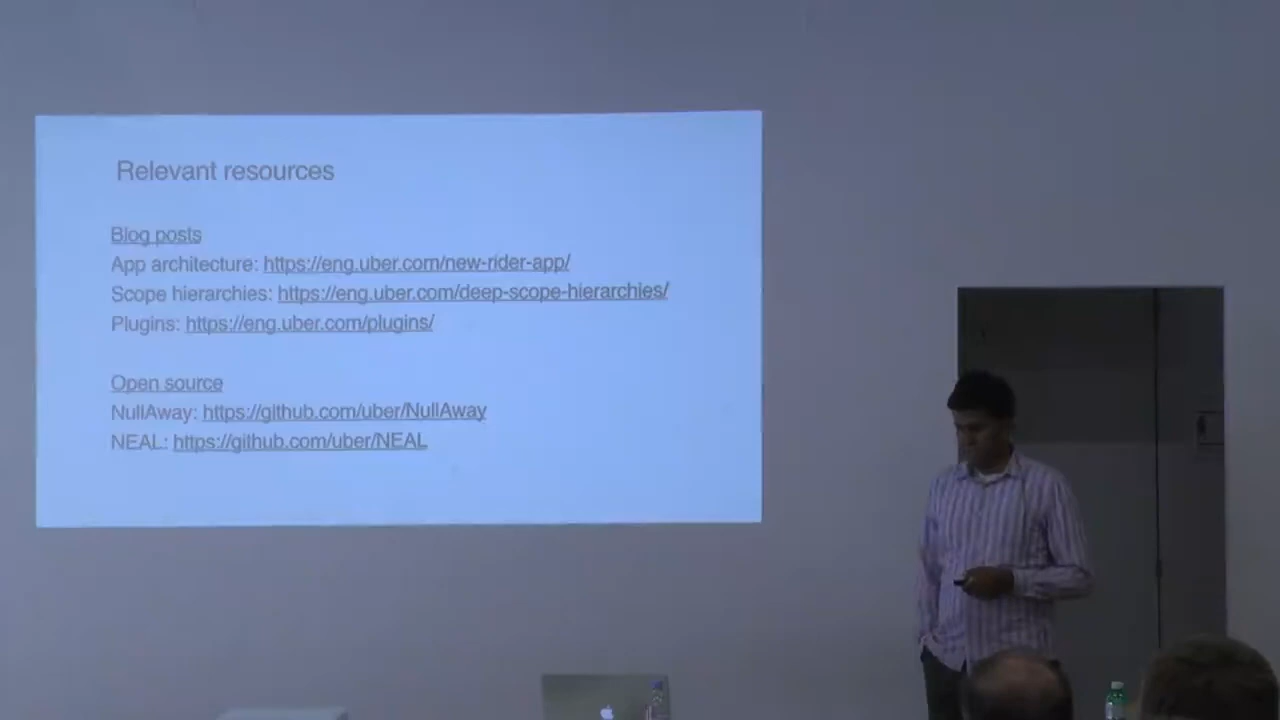 Relevant resources
Blog posts
App architecture: https://eng.uber.com/new-rider-app/
Scope hierarchies: https://eng.uber.com/deep-scope-hierarchies/
Plugins: https://eng.uber.com/plugins/
Open source
NullAway: https://github.com/uber/NullAway
NEAL: https://github.com/uber/NEAL